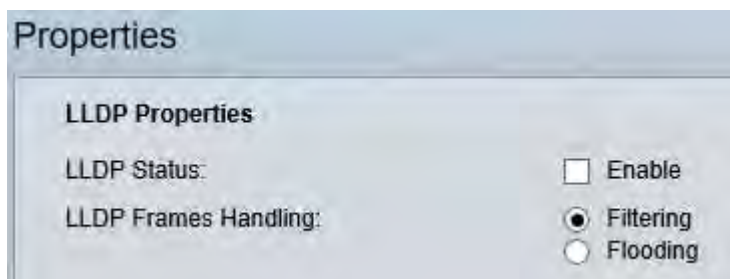 Properties
LLDP Properties
LLDP Status: Enable
LLDP Frames Handling: Filtering
Flooding